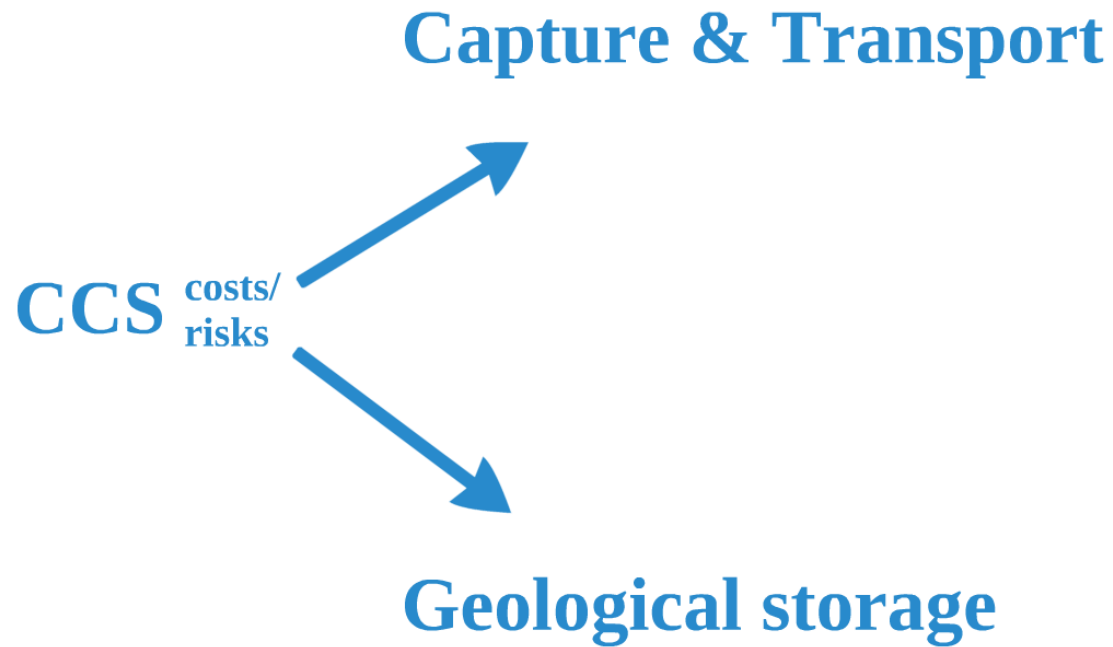 Capture & Transport
CCS costs/
risks
Geological storage